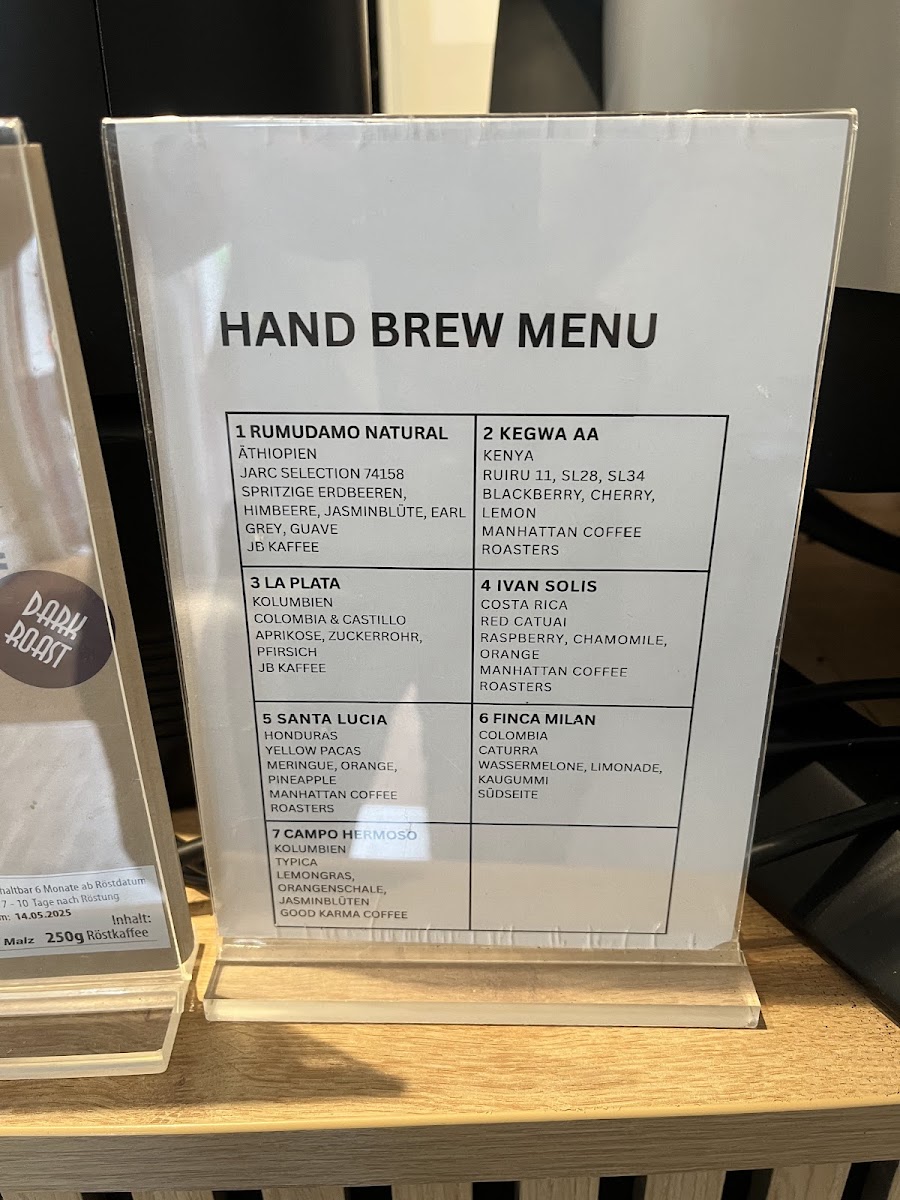 HAND BREW MENU
1 RUMUDAMO NATURAL
ÄTHIOPIEN
JARC SELECTION 74158
SPRITZIGE ERDBEEREN,
HIMBEERE, JASMINBLÜTE, EARL
GREY, GUAVE
JB KAFFEE
2 KEGWA AA
KENYA
RUIRU 11, SL28, SL34
BLACKBERRY, CHERRY,
LEMON
MANHATTAN COFFEE
ROASTERS
3 LA PLATA
KOLUMBIEN
COLOMBIA & CASTILLO
APRIKOSE, ZUCKERROHR,
PFIRSICH
JB KAFFEE
4 IVAN SOLIS
COSTA RICA
RED CATUAI
RASPBERRY, CHAMOMILE,
ORANGE
MANHATTAN COFFEE
ROASTERS
5 SANTA LUCIA
HONDURAS
YELLOW PACAS
MERINGUE, ORANGE,
PINEAPPLE
MANHATTAN COFFEE
ROASTERS
6 FINCA MILAN
COLOMBIA
CATURRA
WASSERMELONE, LIMONADE,
KAUGUMMI
SÜDSEITE
7 CAMPO HERMOSO
KOLUMBIEN
TYPICA
LEMONGRAS,
ORANGENSCHALE,
JASMINBLÜTEN
GOOD KARMA COFFEE
DARK
ROAST
haltbar 6 Monate ab Röstdatum
7 - 10 Tage nach Röstung
m: 14.05.2025
Inhalt:
Malz 250g Röstkaffee